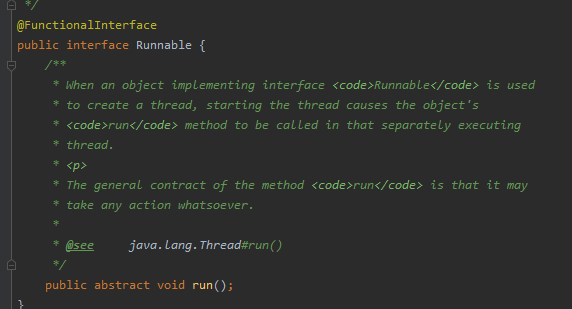 */
@FunctionalInterface
public interface Runnable {
/**
* When an object implementing interface <code>Runnable</code> is used
* to create a thread, starting the thread causes the object's
* <code>run</code> method to be called in that separately executing
* thread.
* <p>
* The general contract of the method <code>run</code> is that it may
* take any action whatsoever.
*
* @see     java.lang.Thread#run()
*/
public abstract void run();
}